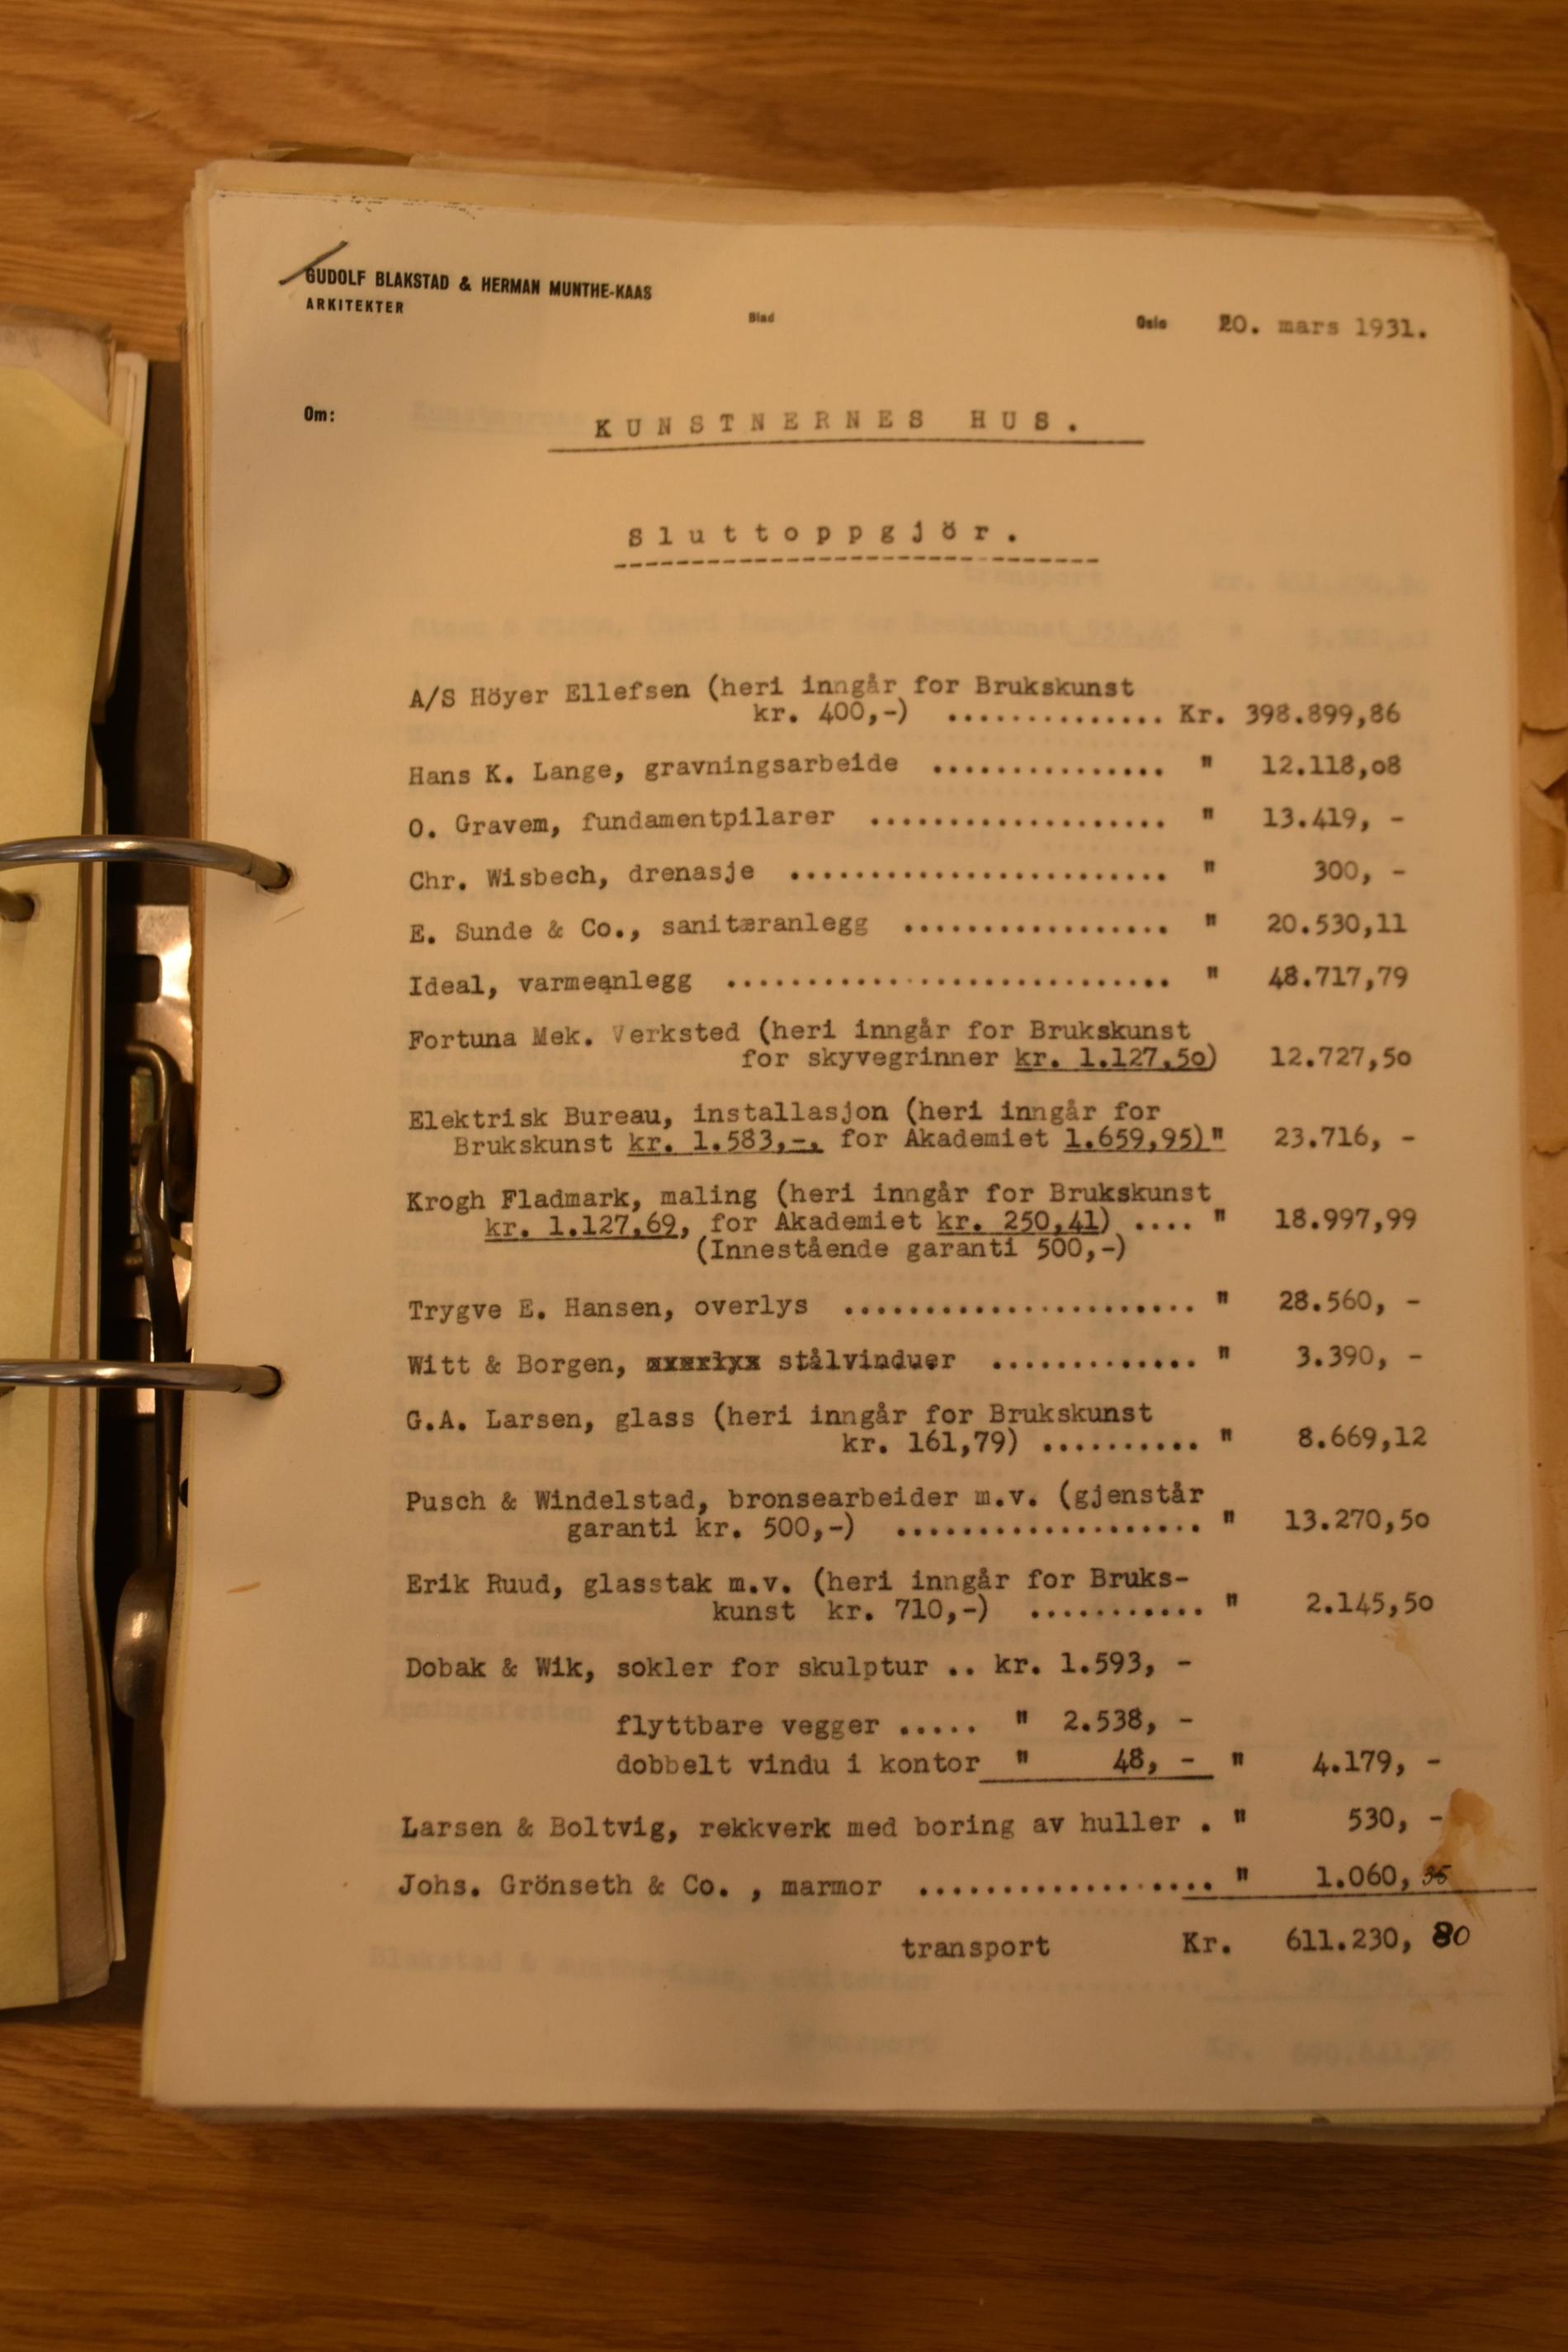 GUDOLF BLAKSTAD & HERMAN MUNTHE-KAAS
ARKITEKTER
Blad
Oslo 20. mars 1931.
Om:
KUNSTNERNES HUS.
Sluttoppgjör.
A/S Höyer Ellefsen (heri inngår for Brukskunst
kr. 400,-) .............. Kr. 398.899,86
Hans K. Lange, gravningsarbeide ............... " 12.118,08
O. Gravem, fundamentpilarer ................... " 13.419, -
Chr. Wisbech, drenasje ........................ " 300, -
E. Sunde & Co., sanitæranlegg ................. " 20.530,11
Ideal, varmeanlegg ............................ " 48.717,79
Fortuna Mek. Verksted (heri inngår for Brukskunst
for skyvegrinner kr. 1.127,50) 12.727,50
Elektrisk Bureau, installasjon (heri inngår for
Brukskunst kr. 1.583,-, for Akademiet 1.659,95)" 23.716, -
Krogh Fladmark, maling (heri inngår for Brukskunst
kr. 1.127,69, for Akademiet kr. 250,41) .... " 18.997,99
(Innestående garanti 500,-)
Trygve E. Hansen, overlys ...................... " 28.560, -
Witt & Borgen, stålvinduer ............. " 3.390, -
G.A. Larsen, glass (heri inngår for Brukskunst
kr. 161,79) .......... " 8.669,12
Pusch & Windelstad, bronsearbeider m.v. (gjenstår
garanti kr. 500,-) ................... " 13.270,50
Erik Ruud, glasstak m.v. (heri inngår for Bruks-
kunst kr. 710,-) ........... " 2.145,50
Dobak & Wik, sokler for skulptur .. kr. 1.593, -
flyttbare vegger ..... " 2.538, -
dobbelt vindu i kontor " 48, - " 4.179, -
Larsen & Boltvig, rekkverk med boring av huller . " 530, -
Johs. Grönseth & Co. , marmor ................... " 1.060, 35
transport Kr. 611.230, 80